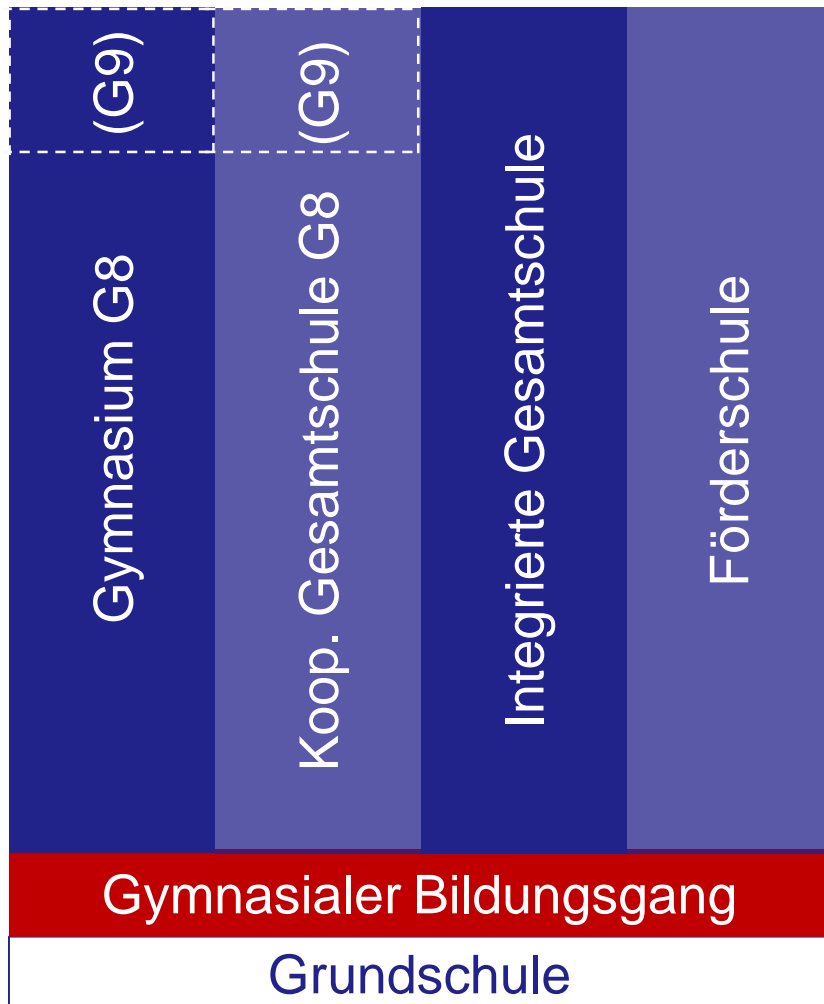 (G9)
Gymnasium G8
(G9)
Koop. Gesamtschule G8
Integrierte Gesamtschule
Förderschule
Gymnasialer Bildungsgang
Grundschule